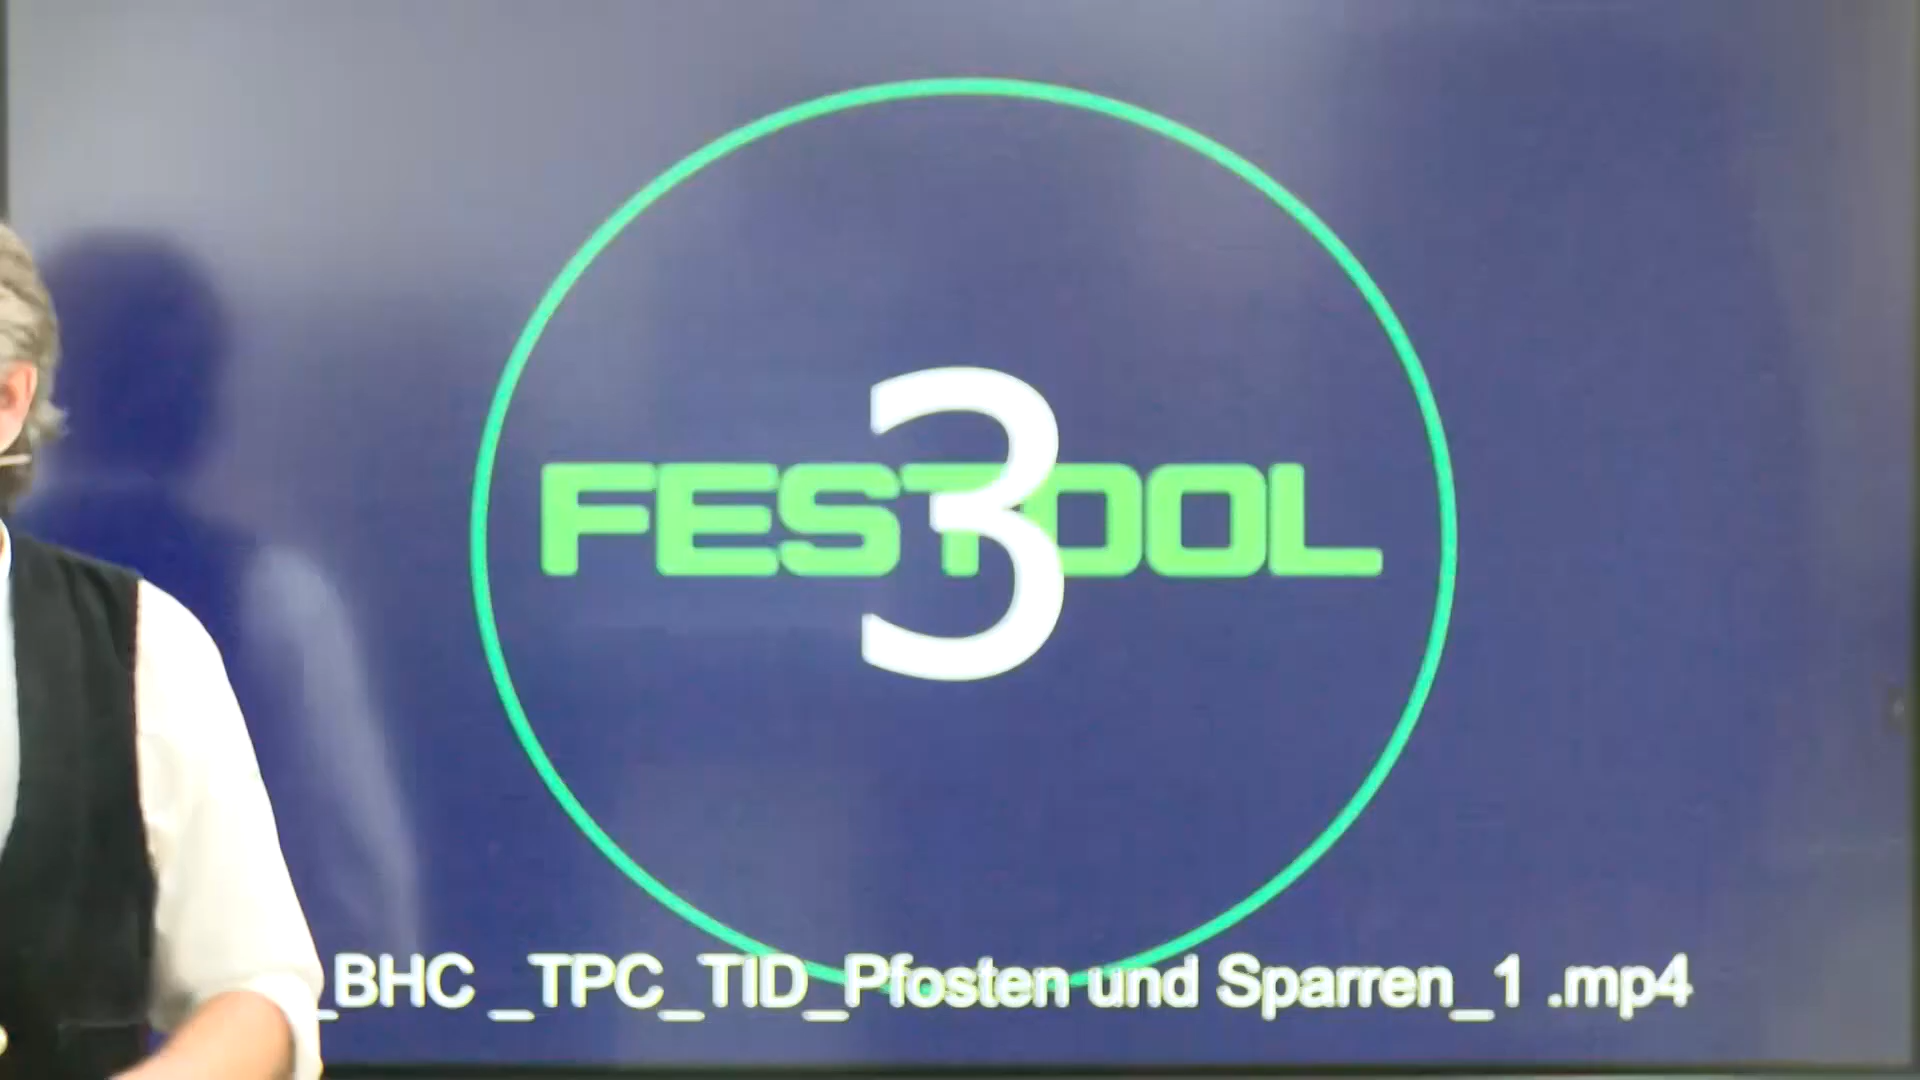 FESTOOL
3
_BHC _TPC_TID_Pfosten und Sparren_1 .mp4